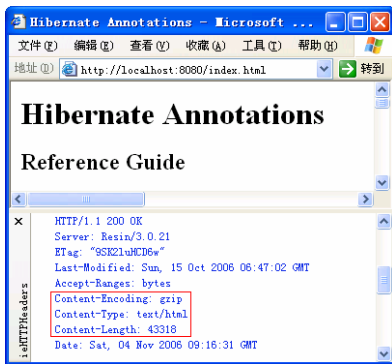 Hibernate Annotations - Microsoft ...
文件(F) 编辑(E) 查看(V) 收藏(A) 工具(T) 帮助(H)
地址(D) http://localhost:8080/index.html 转到
Hibernate Annotations
Reference Guide
ieHTTPHeaders
HTTP/1.1 200 OK
Server: Resin/3.0.21
ETag: "9SK2luHCD6w"
Last-Modified: Sun, 15 Oct 2006 06:47:02 GMT
Accept-Ranges: bytes
Content-Encoding: gzip
Content-Type: text/html
Content-Length: 43318
Date: Sat, 04 Nov 2006 09:16:31 GMT